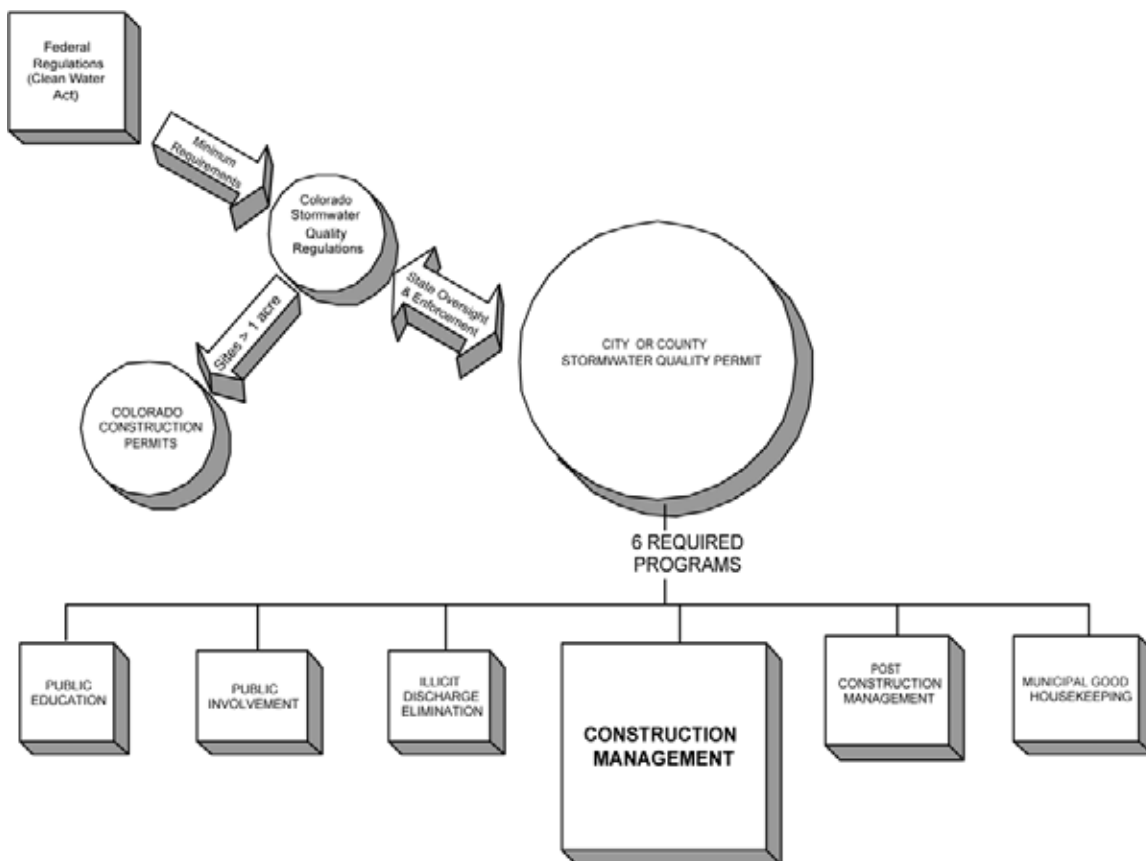 Federal
Regulations
(Clean Water
Act)
Minimum
Requirements
Colorado
Stormwater
Quality
Regulations
State Oversight
& Enforcement
Sites > 1 acre
COLORADO
CONSTRUCTION
PERMITS
CITY OR COUNTY
STORMWATER QUALITY PERMIT
6 REQUIRED
PROGRAMS
PUBLIC
EDUCATION
PUBLIC
INVOLVEMENT
ILLICIT
DISCHARGE
ELIMINATION
CONSTRUCTION
MANAGEMENT
POST
CONSTRUCTION
MANAGEMENT
MUNICIPAL GOOD
HOUSEKEEPING